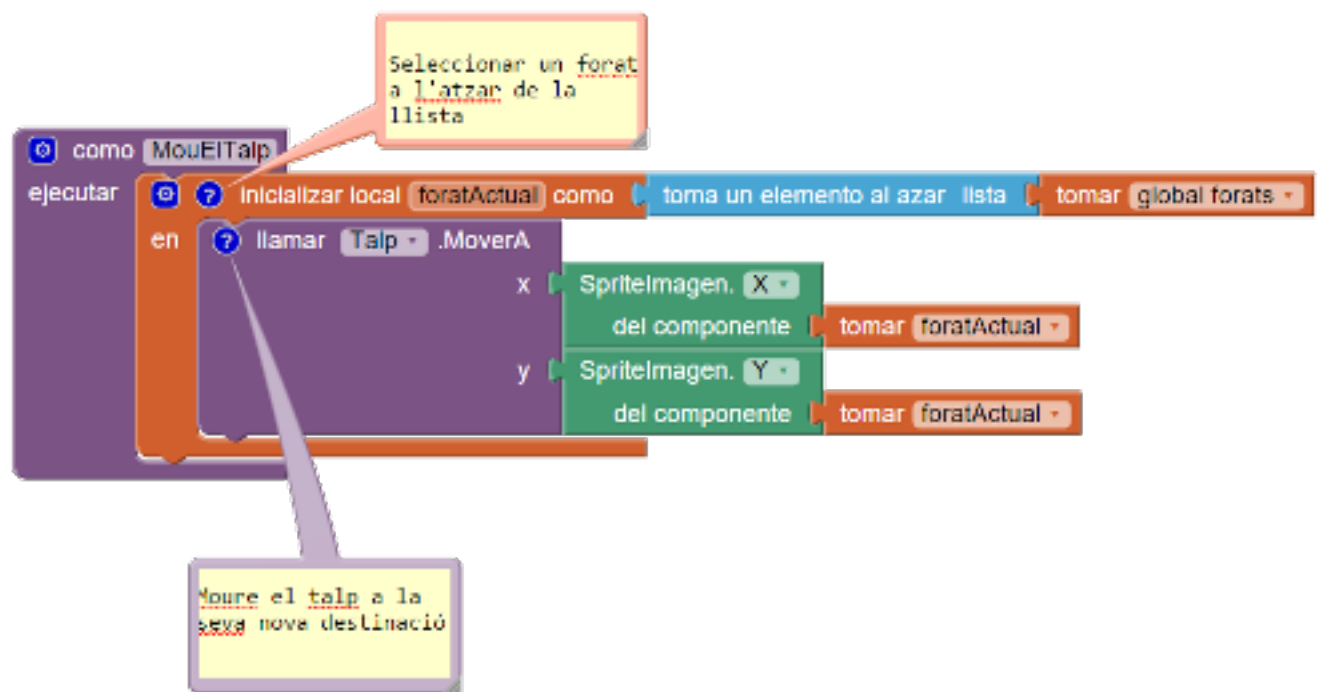 Seleccionar un forat
a l'atzar de la
llista
como MouElTalp
ejecutar inicializar local foratActual como toma un elemento al azar lista tomar global forats
en llamar Talp .MoverA
x SpriteImagen. X
del componente tomar foratActual
y SpriteImagen. Y
del componente tomar foratActual
Moure el talp a la
seva nova destinació